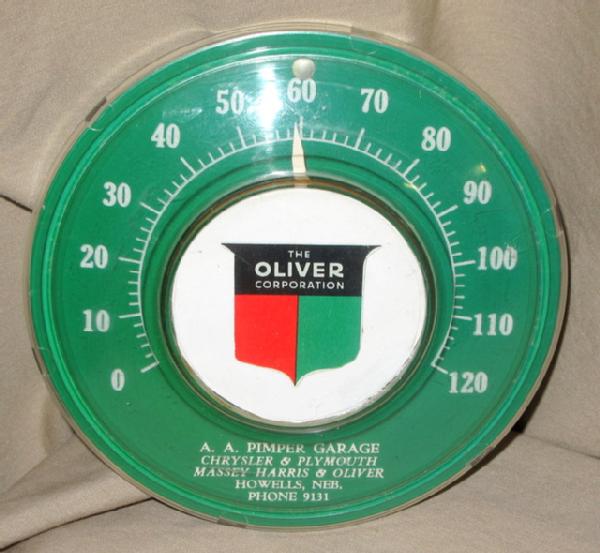 0
10
20
30
40
50
60
70
80
90
100
110
120
THE
OLIVER
CORPORATION
A. A. PIMPER GARAGE
CHRYSLER & PLYMOUTH
MASSEY HARRIS & OLIVER
HOWELLS, NEB.
PHONE 9131